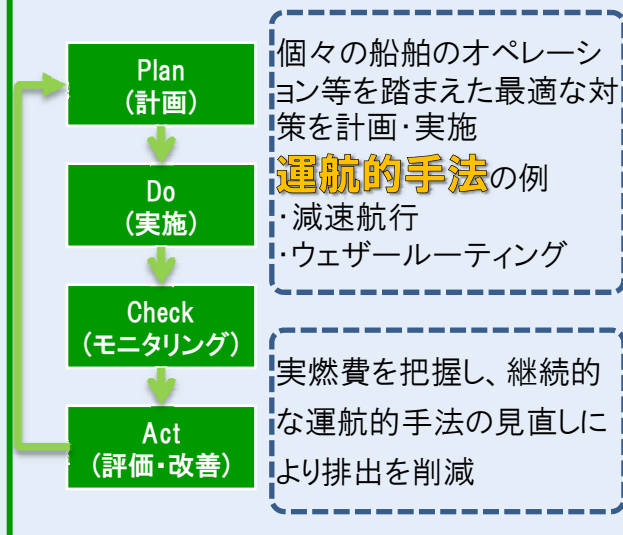 Plan
(計画)
Do
(実施)
Check
(モニタリング)
Act
(評価・改善)
個々の船舶のオペレーシ
ョン等を踏まえた最適な対
策を計画・実施
運航的手法の例
・減速航行
・ウェザールーティング
実燃費を把握し、継続的
な運航的手法の見直しに
より排出を削減